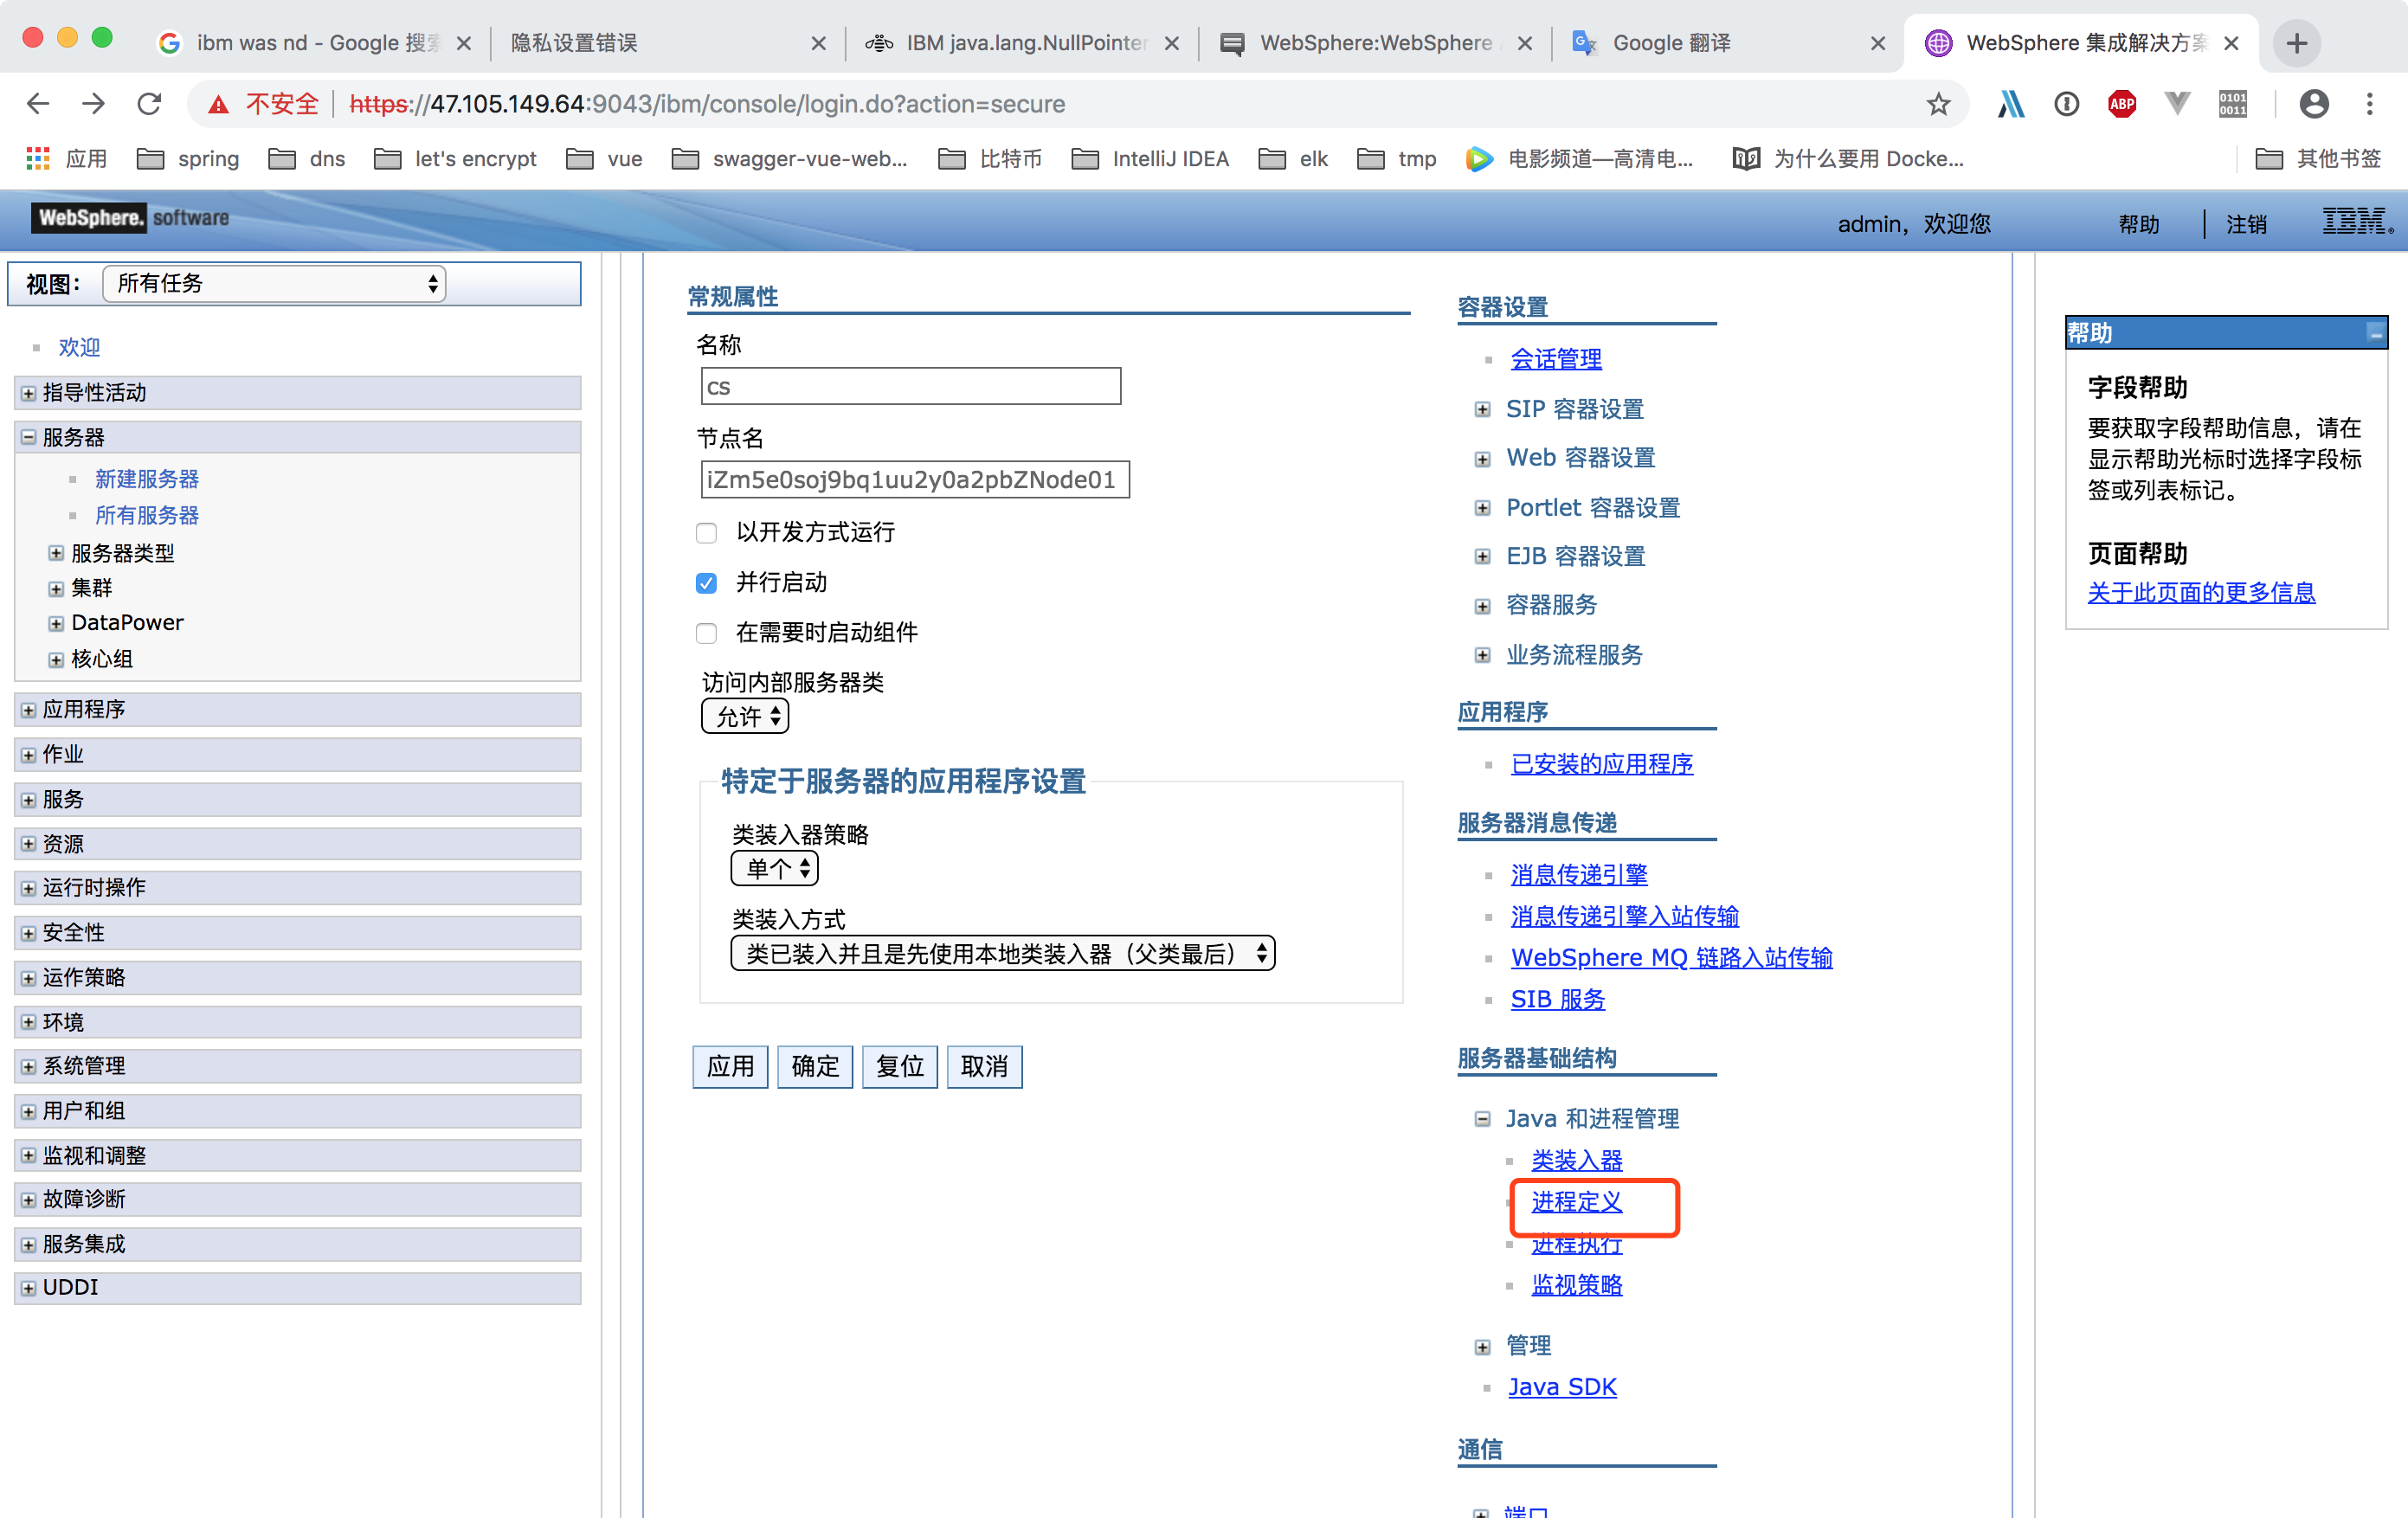 ibm was nd - Google 搜索
隐私设置错误
IBM java.lang.NullPointer
WebSphere:WebSphere
Google 翻译
WebSphere 集成解决方案
不安全
https://47.105.149.64:9043/ibm/console/login.do?action=secure
ABP
0101
0011
应用
spring
dns
let's encrypt
vue
swagger-vue-web...
比特币
IntelliJ IDEA
elk
tmp
电影频道—高清电...
为什么要用 Docke...
其他书签
WebSphere. software
admin，欢迎您
帮助
注销
IBM.
视图：
所有任务
欢迎
指导性活动
服务器
新建服务器
所有服务器
服务器类型
集群
DataPower
核心组
应用程序
作业
服务
资源
运行时操作
安全性
运作策略
环境
系统管理
用户和组
监视和调整
故障诊断
服务集成
UDDI
常规属性
名称
cs
节点名
iZm5e0soj9bq1uu2y0a2pbZNode01
以开发方式运行
并行启动
在需要时启动组件
访问内部服务器类
允许
特定于服务器的应用程序设置
类装入器策略
单个
类装入方式
类已装入并且是先使用本地类装入器（父类最后）
应用
确定
复位
取消
容器设置
会话管理
SIP 容器设置
Web 容器设置
Portlet 容器设置
EJB 容器设置
容器服务
业务流程服务
应用程序
已安装的应用程序
服务器消息传递
消息传递引擎
消息传递引擎入站传输
WebSphere MQ 链路入站传输
SIB 服务
服务器基础结构
Java 和进程管理
类装入器
进程定义
进程执行
监视策略
管理
Java SDK
通信
端口
帮助
字段帮助
要获取字段帮助信息，请在
显示帮助光标时选择字段标
签或列表标记。
页面帮助
关于此页面的更多信息